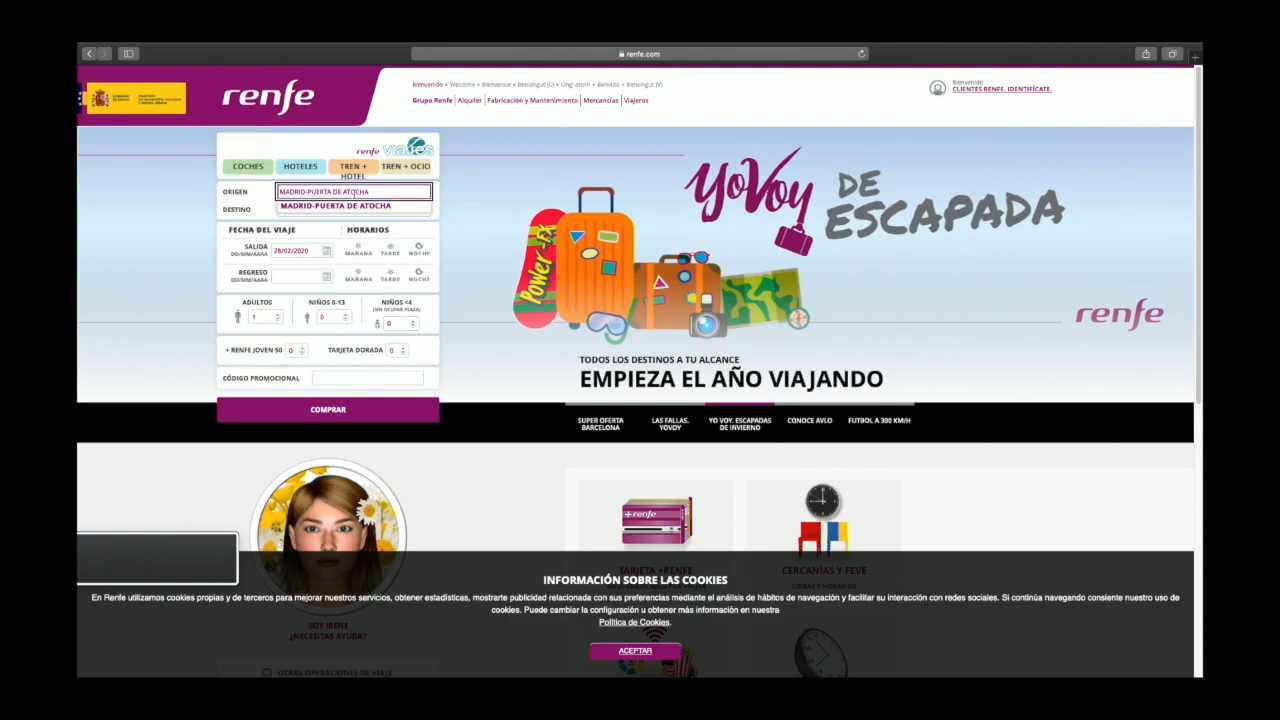 renfe.com
renfe
Bienvenido • Welcome • Bienvenue • Benvingut (C) • Ongi etorri • Benvido • Benvingut (V)
Grupo Renfe | Alquiler | Fabricación y Mantenimiento | Mercancías | Viajeros
Bienvenido
CLIENTES RENFE. IDENTIFÍCATE.
renfe viajes
COCHES HOTELES TREN + HOTEL TREN + OCIO
ORIGEN MADRID-PUERTA DE ATOCHA
MADRID-PUERTA DE ATOCHA
DESTINO
FECHA DEL VIAJE HORARIOS
SALIDA
DD/MM/AAAA 28/02/2020 MAÑANA TARDE NOCHE
REGRESO
DD/MM/AAAA MAÑANA TARDE NOCHE
ADULTOS NIÑOS 0-13 NIÑOS <4
(SIN OCUPAR PLAZA)
1 0 0
+ RENFE JOVEN 50 0 TARJETA DORADA 0
CÓDIGO PROMOCIONAL
COMPRAR
YoVoy DE
ESCAPADA
Power-FX
renfe
TODOS LOS DESTINOS A TU ALCANCE
EMPIEZA EL AÑO VIAJANDO
SUPER OFERTA BARCELONA
LAS FALLAS. YOVOY
YO VOY. ESCAPADAS DE INVIERNO
CONOCE AVLO
FUTBOL A 300 KM/H
+renfe
TARJETA +RENFE
CERCANÍAS Y FEVE
LÍNEAS Y HORARIOS
INFORMACIÓN SOBRE LAS COOKIES
En Renfe utilizamos cookies propias y de terceros para mejorar nuestros servicios, obtener estadísticas, mostrarte publicidad relacionada con sus preferencias mediante el análisis de hábitos de navegación y facilitar su interacción con redes sociales. Si continúa navegando consiente nuestro uso de
cookies. Puede cambiar la configuración u obtener más información en nuestra
Política de Cookies.
SOY IRENE
¿NECESITAS AYUDA?
ACEPTAR
OTRAS OPERACIONES DE VIAJE